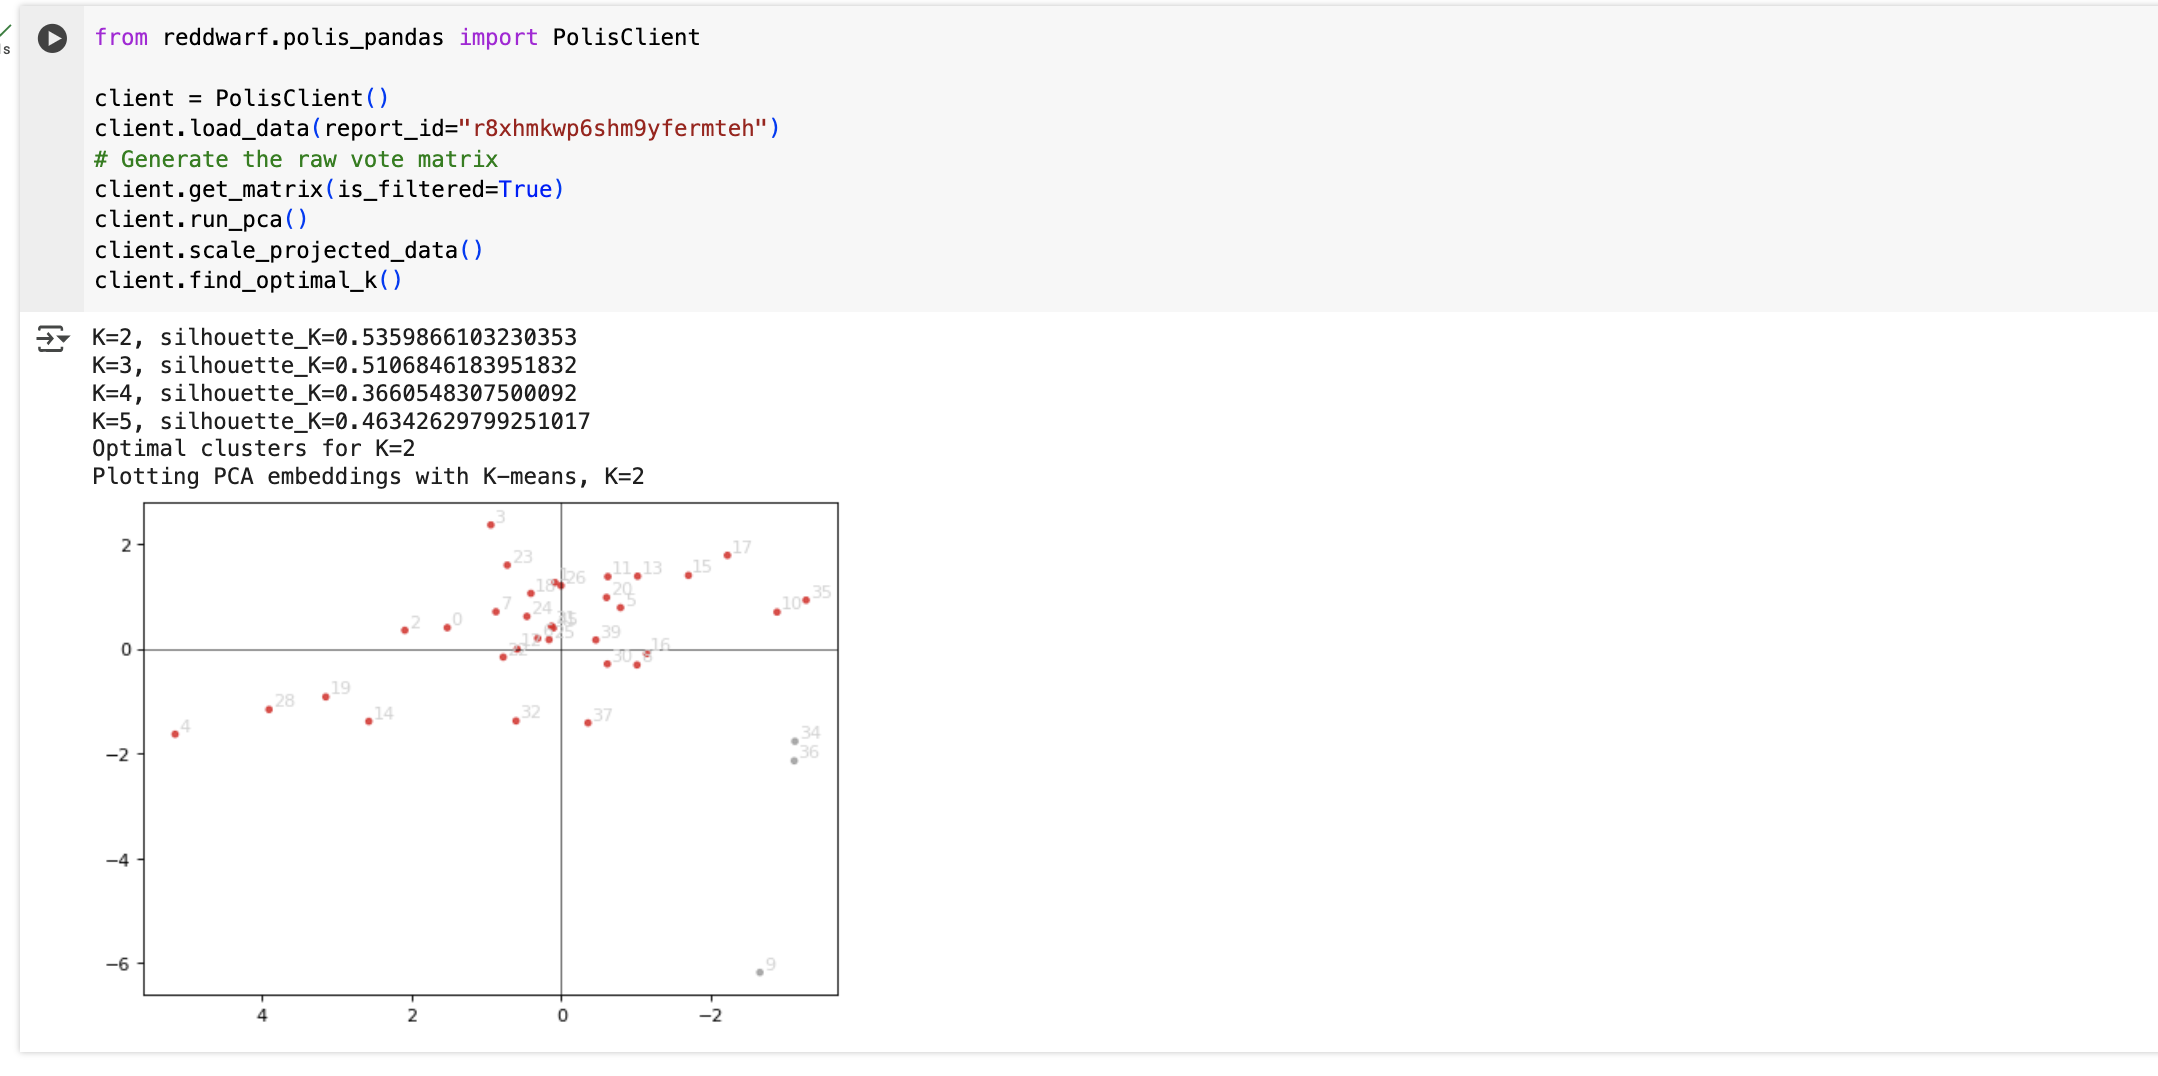 from reddwarf.polis_pandas import PolisClient
client = PolisClient()
client.load_data(report_id="r8xhmkwp6shm9yfermteh")
# Generate the raw vote matrix
client.get_matrix(is_filtered=True)
client.run_pca()
client.scale_projected_data()
client.find_optimal_k()
K=2, silhouette_K=0.5359866103230353
K=3, silhouette_K=0.5106846183951832
K=4, silhouette_K=0.3660548307500092
K=5, silhouette_K=0.46342629799251017
Optimal clusters for K=2
Plotting PCA embeddings with K-means, K=2
3
17
23
11
13
15
26
18
20
5
10
35
7
24
2
0
25
39
12
16
30
19
28
14
32
37
4
34
36
9
2
0
−2
−4
−6
4
2
0
−2